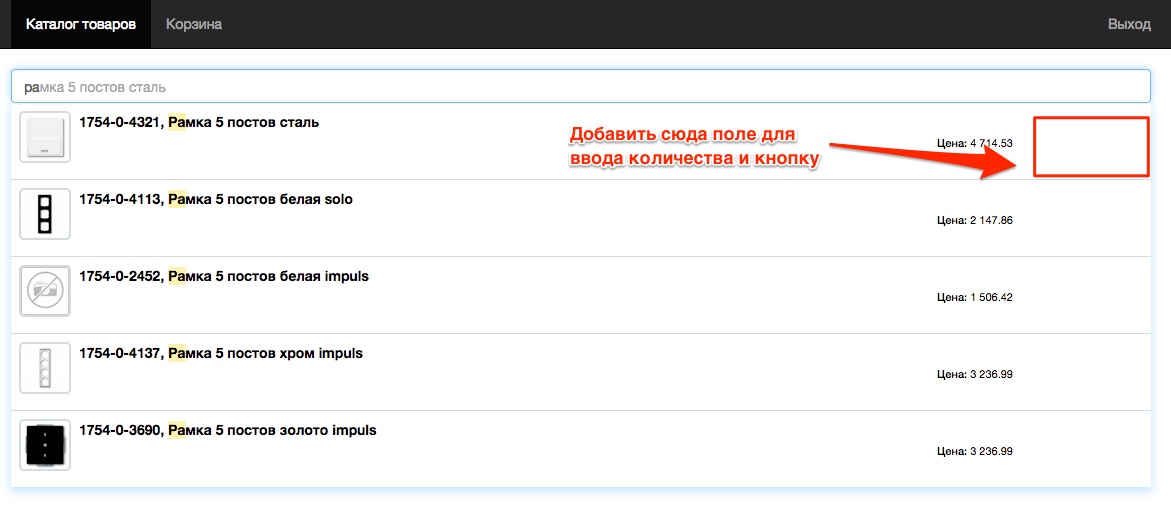 Каталог товаров Корзина Выход
рамка 5 постов сталь
1754-0-4321, Рамка 5 постов сталь
Добавить сюда поле для
ввода количества и кнопку
Цена: 4 714.53
1754-0-4113, Рамка 5 постов белая solo
Цена: 2 147.86
1754-0-2452, Рамка 5 постов белая impuls
Цена: 1 506.42
1754-0-4137, Рамка 5 постов хром impuls
Цена: 3 236.99
1754-0-3690, Рамка 5 постов золото impuls
Цена: 3 236.99